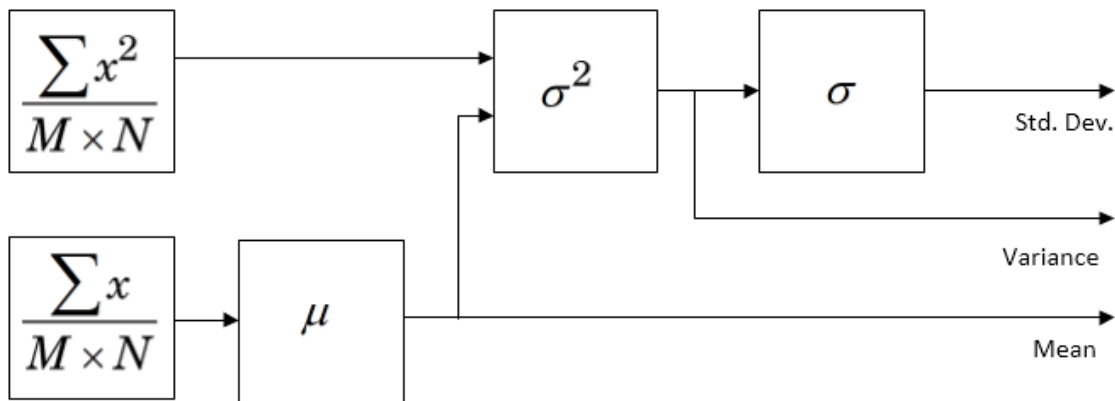 ∑x²
M × N
σ²
σ
Std. Dev.
Variance
∑x
M × N
μ
Mean